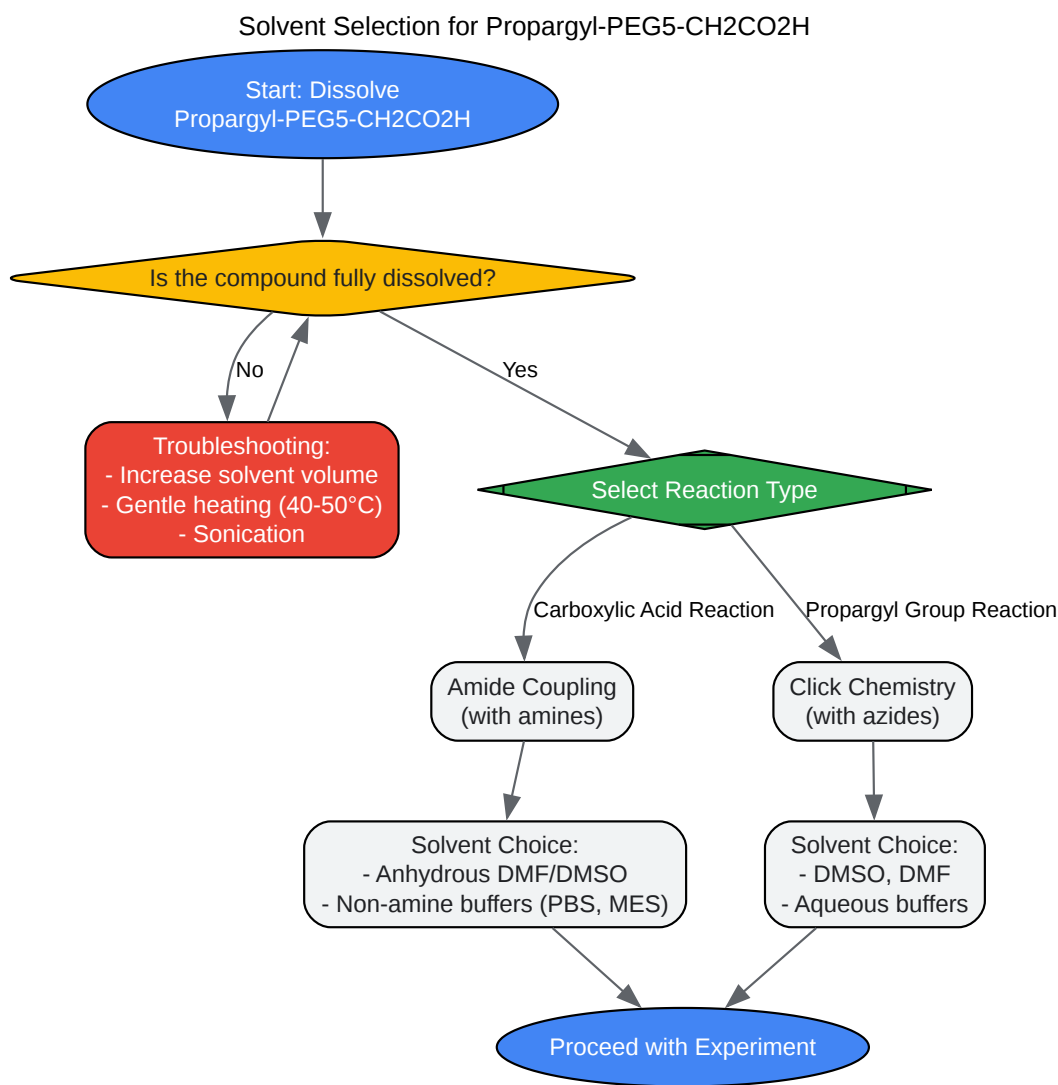 Solvent Selection for Propargyl-PEG5-CH2CO2H
Start: Dissolve
Propargyl-PEG5-CH2CO2H
Is the compound fully dissolved?
No
Yes
Troubleshooting:
- Increase solvent volume
- Gentle heating (40-50°C)
- Sonication
Select Reaction Type
Carboxylic Acid Reaction
Propargyl Group Reaction
Amide Coupling
(with amines)
Click Chemistry
(with azides)
Solvent Choice:
- Anhydrous DMF/DMSO
- Non-amine buffers (PBS, MES)
Solvent Choice:
- DMSO, DMF
- Aqueous buffers
Proceed with Experiment